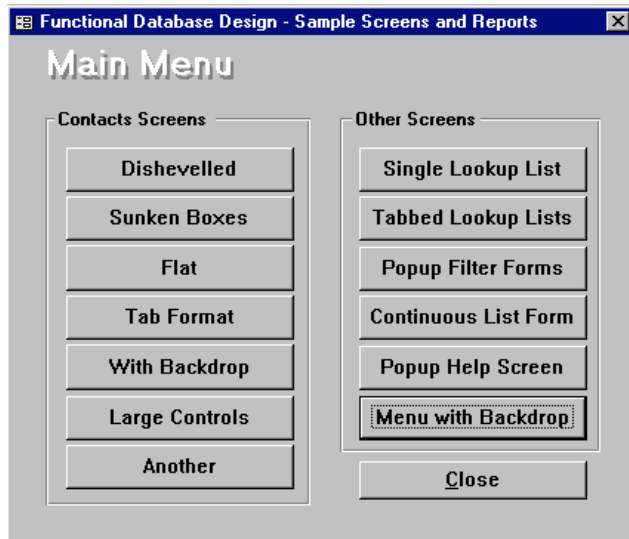 Functional Database Design - Sample Screens and Reports
Main Menu
Contacts Screens
Dishevelled
Sunken Boxes
Flat
Tab Format
With Backdrop
Large Controls
Another
Other Screens
Single Lookup List
Tabbed Lookup Lists
Popup Filter Forms
Continuous List Form
Popup Help Screen
Menu with Backdrop
Close